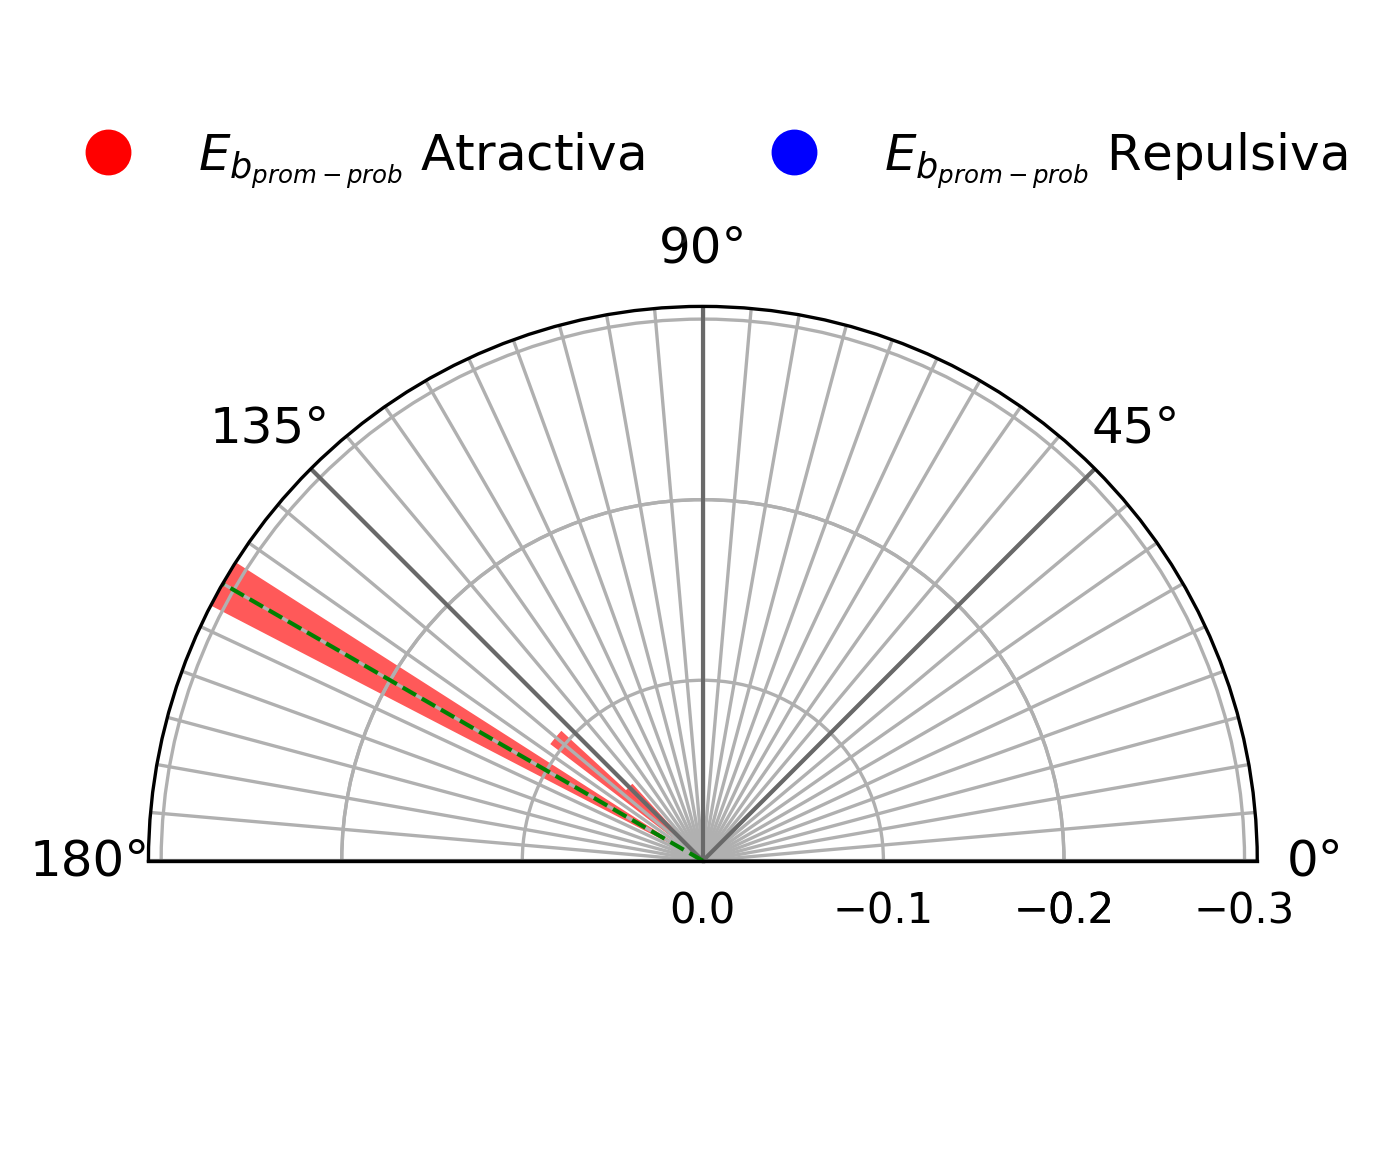 E_{b_{prom-prob}} Atractiva E_{b_{prom-prob}} Repulsiva
90°
135° 45°
180° 0°
0.0 −0.1 −0.2 −0.3